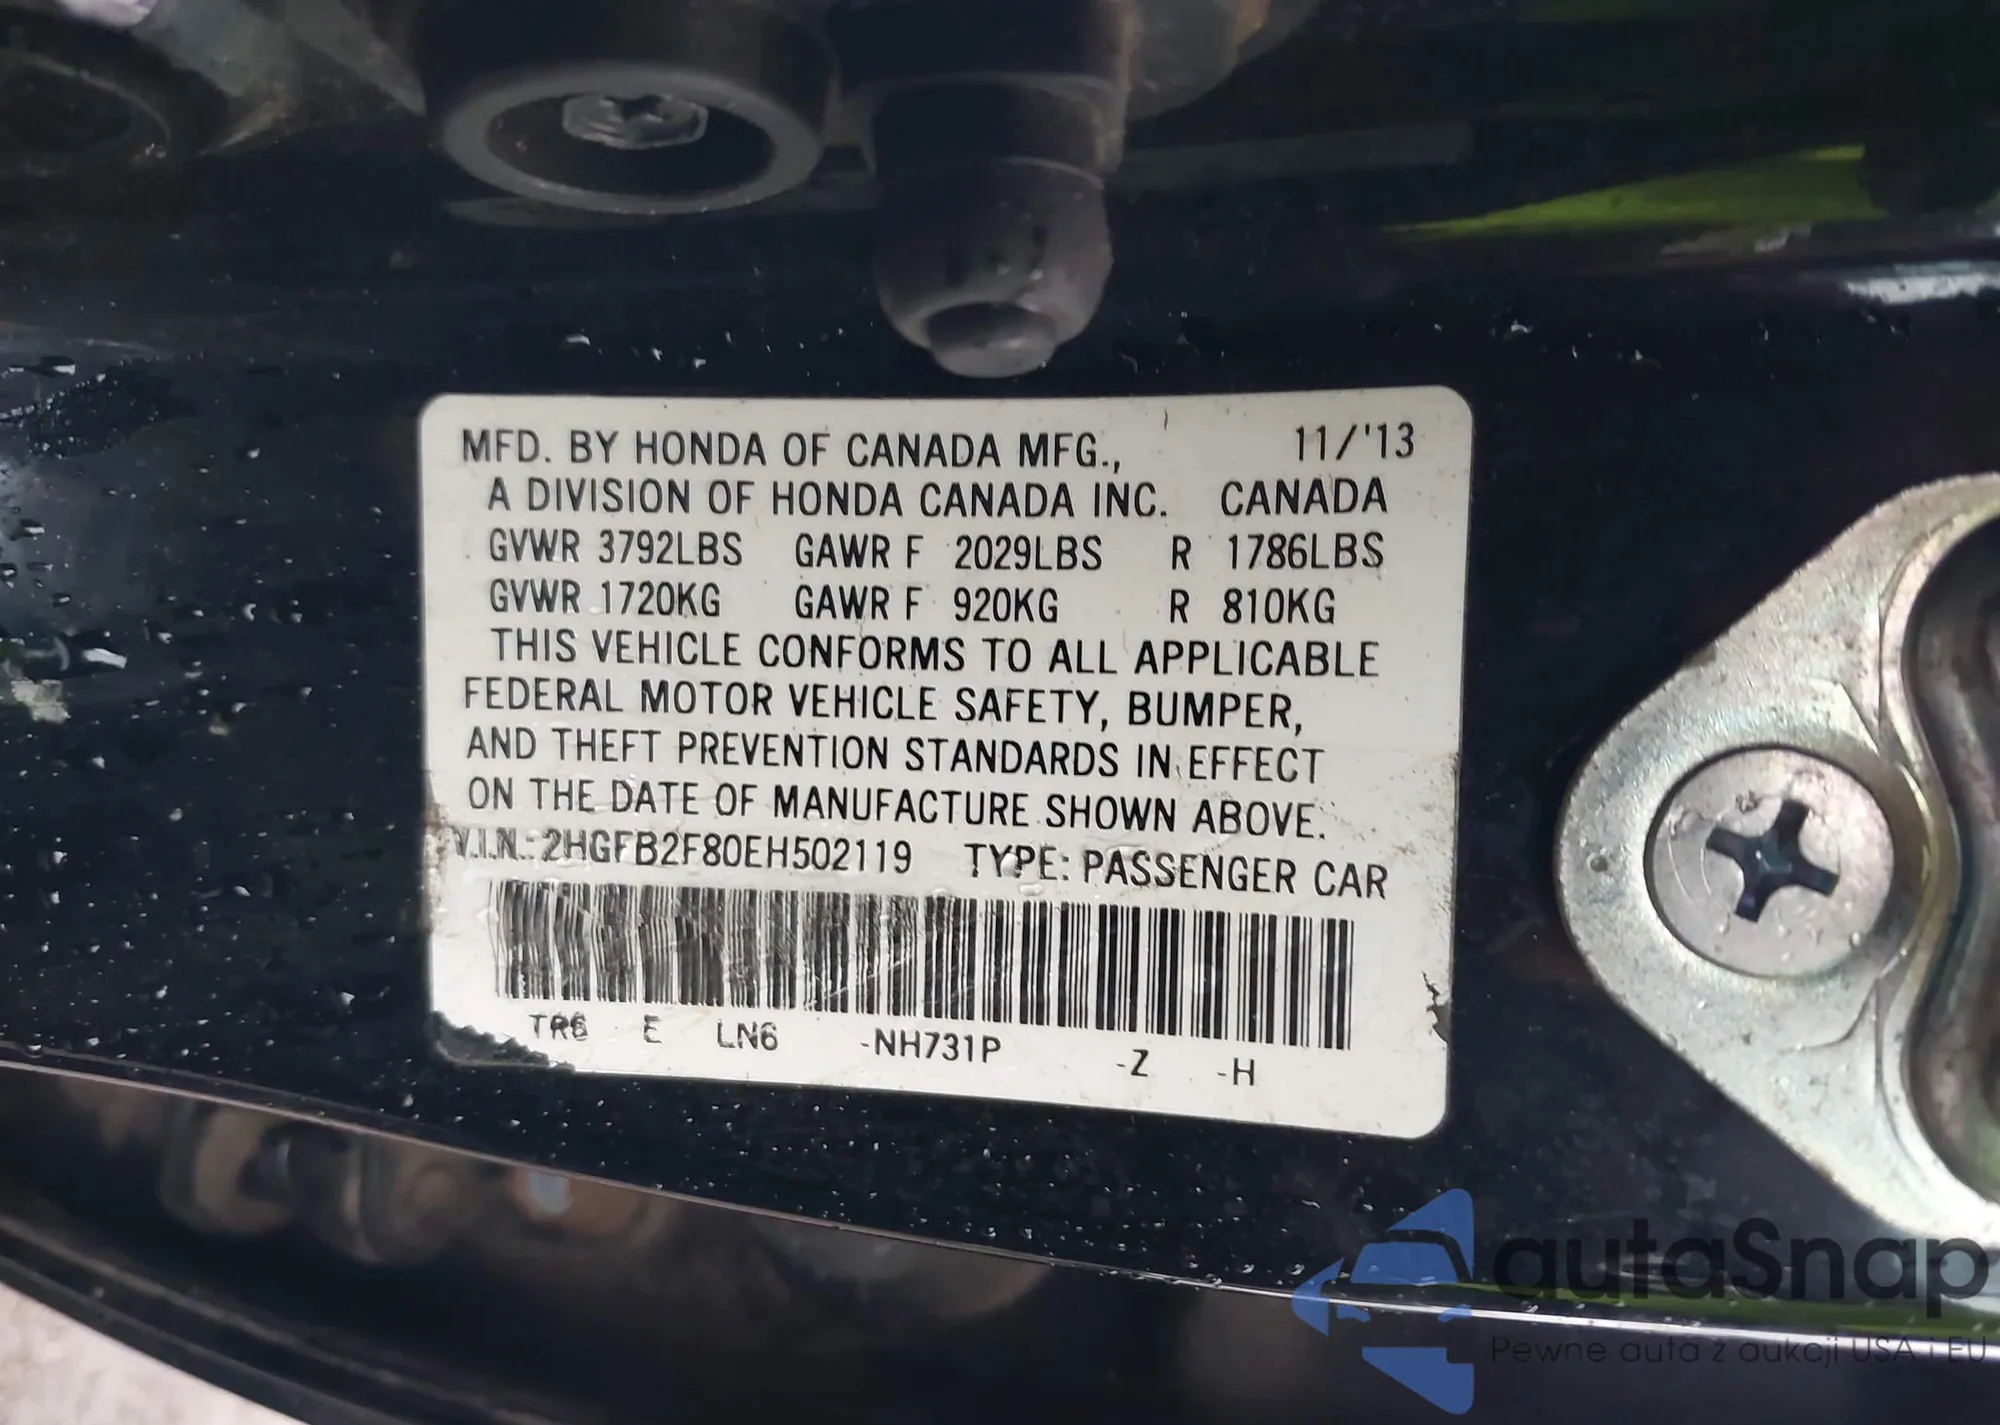 MFD. BY HONDA OF CANADA MFG., 11/'13
A DIVISION OF HONDA CANADA INC. CANADA
GVWR 3792LBS GAWR F 2029LBS R 1786LBS
GVWR 1720KG GAWR F 920KG R 810KG
THIS VEHICLE CONFORMS TO ALL APPLICABLE
FEDERAL MOTOR VEHICLE SAFETY, BUMPER,
AND THEFT PREVENTION STANDARDS IN EFFECT
ON THE DATE OF MANUFACTURE SHOWN ABOVE.
V.I.N.: 2HGFB2F80EH502119 TYPE: PASSENGER CAR
TR6 E LN6 -NH731P -Z -H
autaSnap
Pewne auta z aukcji USA i EU